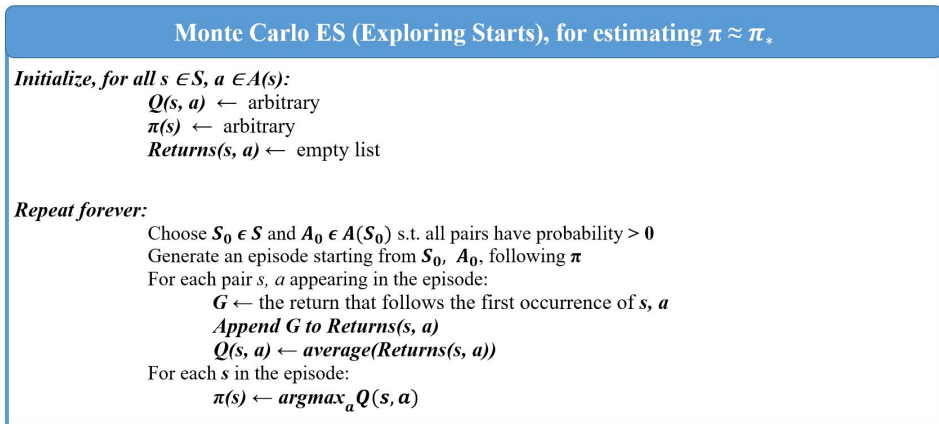 Monte Carlo ES (Exploring Starts), for estimating π ≈ π*
Initialize, for all s ∈ S, a ∈ A(s):
Q(s, a) ← arbitrary
π(s) ← arbitrary
Returns(s, a) ← empty list
Repeat forever:
Choose S₀ ϵ S and A₀ ϵ A(S₀) s.t. all pairs have probability > 0
Generate an episode starting from S₀, A₀, following π
For each pair s, a appearing in the episode:
G ← the return that follows the first occurrence of s, a
Append G to Returns(s, a)
Q(s, a) ← average(Returns(s, a))
For each s in the episode:
π(s) ← argmaxₐ Q(s, a)